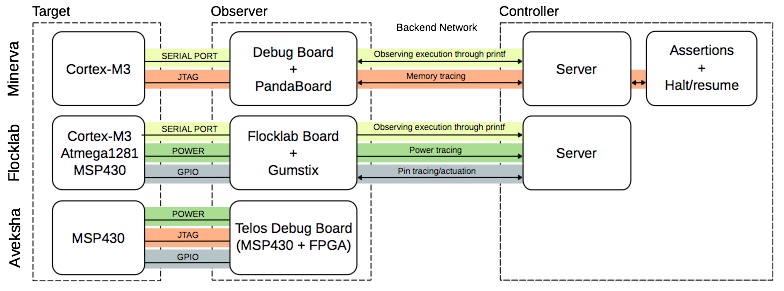 Target
Observer
Backend Network
Controller
Minerva
Cortex-M3
SERIAL PORT
JTAG
Debug Board
+
PandaBoard
Observing execution through printf
Memory tracing
Server
Assertions
+
Halt/resume
Flocklab
Cortex-M3
Atmega1281
MSP430
SERIAL PORT
POWER
GPIO
Flocklab Board
+
Gumstix
Observing execution through printf
Power tracing
Pin tracing/actuation
Server
Aveksha
MSP430
POWER
JTAG
GPIO
Telos Debug Board
(MSP430 + FPGA)